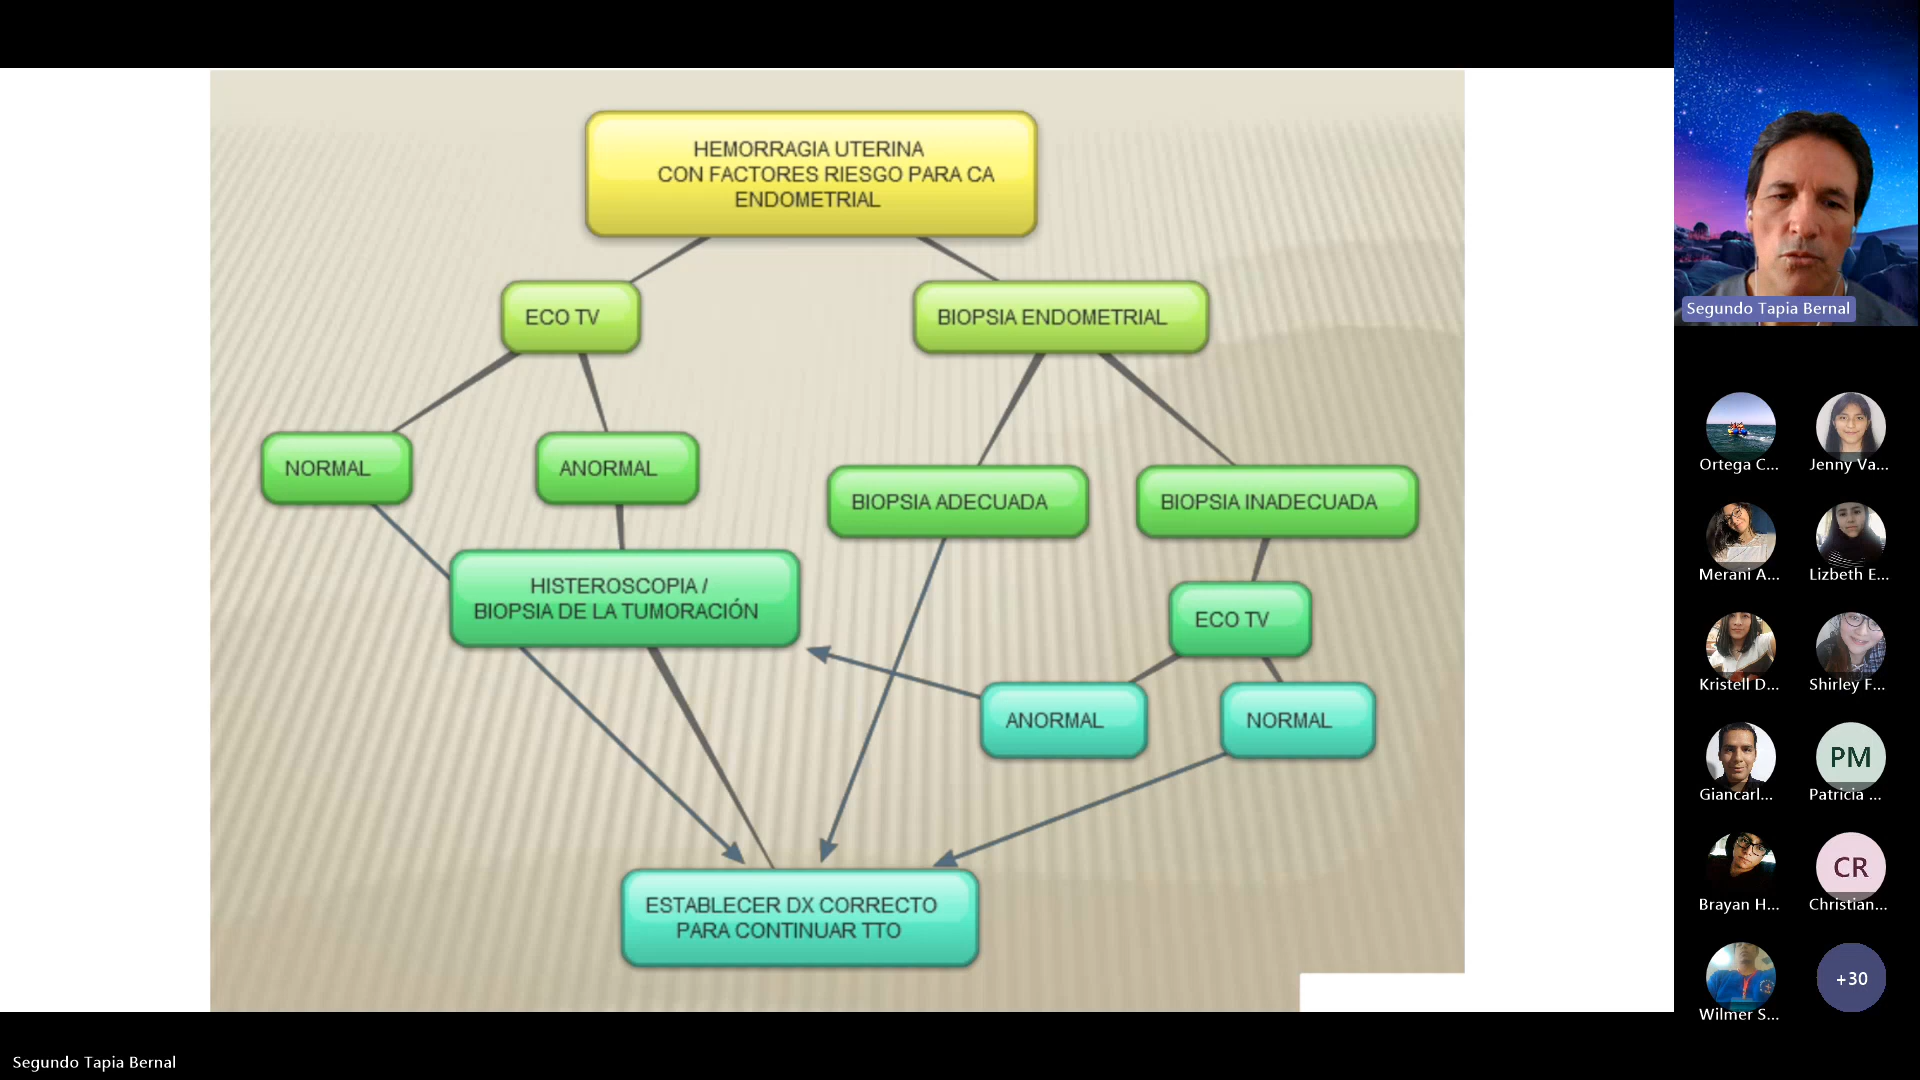 HEMORRAGIA UTERINA
CON FACTORES RIESGO PARA CA
ENDOMETRIAL
ECO TV
BIOPSIA ENDOMETRIAL
NORMAL
ANORMAL
BIOPSIA ADECUADA
BIOPSIA INADECUADA
HISTEROSCOPIA /
BIOPSIA DE LA TUMORACIÓN
ECO TV
ANORMAL
NORMAL
ESTABLECER DX CORRECTO
PARA CONTINUAR TTO
Segundo Tapia Bernal
Ortega C...
Jenny Va...
Merani A...
Lizbeth E...
Kristell D...
Shirley F...
Giancarl...
PM
Patricia ...
Brayan H...
CR
Christian...
Wilmer S...
+30
Segundo Tapia Bernal